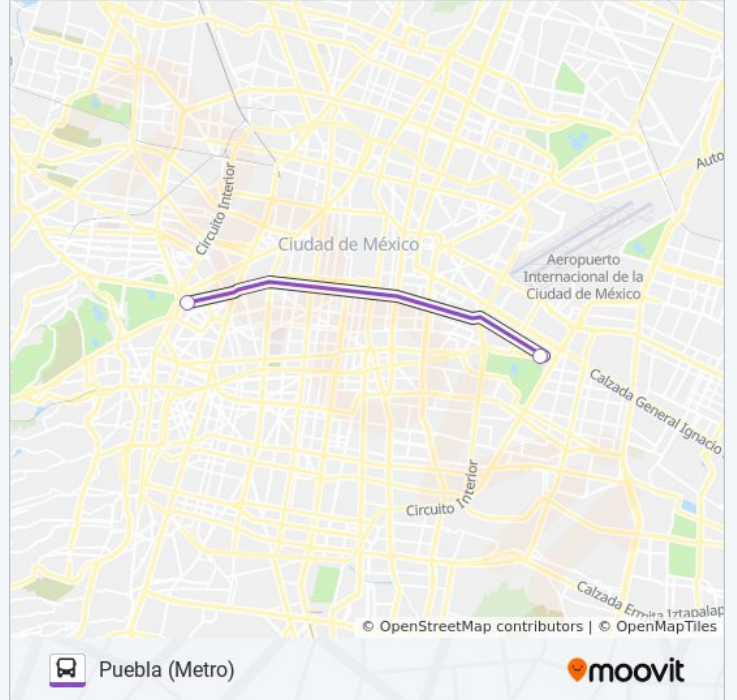 Auto
Circuito Interior
Ciudad de México
Aeropuerto
Internacional de la
Ciudad de México
Calzada General Ignacio
Circuito Interior
Calzada Ermita Iztapalap
© OpenStreetMap contributors | © OpenMapTiles
Puebla (Metro)
moovit